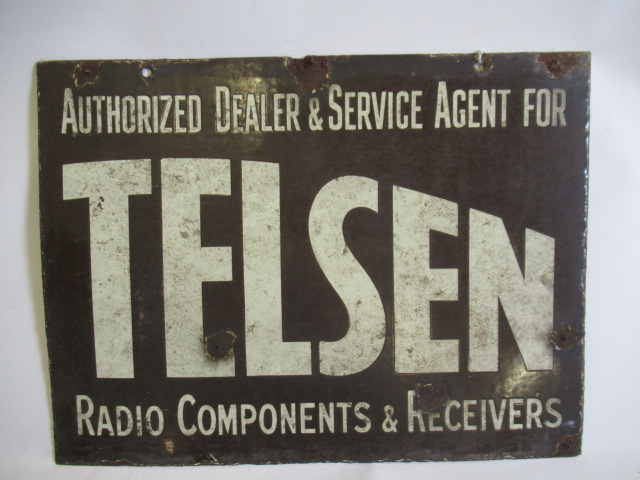 AUTHORIZED DEALER & SERVICE AGENT FOR
TELSEN
RADIO COMPONENTS & RECEIVERS